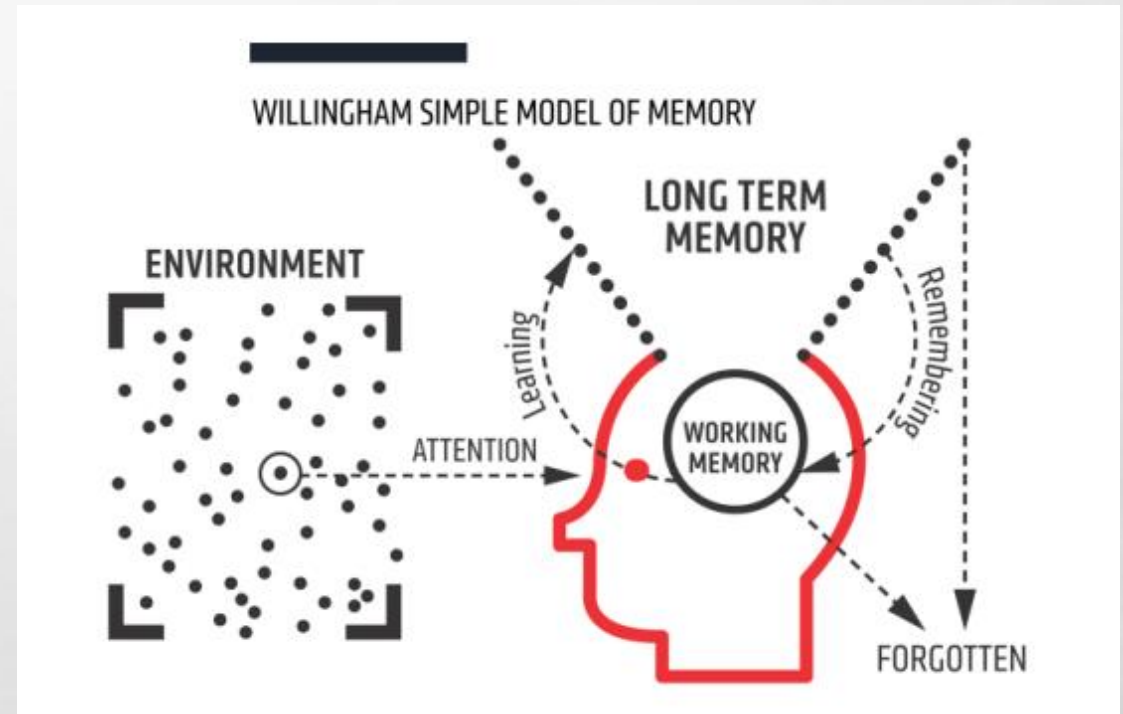 WILLINGHAM SIMPLE MODEL OF MEMORY
LONG TERM
MEMORY
ENVIRONMENT
Learning
Remembering
ATTENTION
WORKING
MEMORY
FORGOTTEN